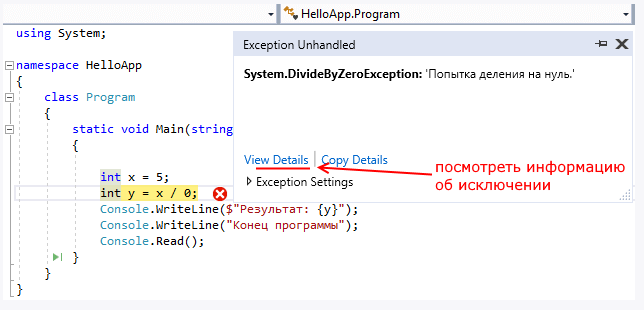 HelloApp.Program
using System;
Exception Unhandled
System.DivideByZeroException: 'Попытка деления на нуль.'
View Details | Copy Details
Exception Settings
посмотреть информацию
об исключении
namespace HelloApp
{
class Program
{
static void Main(string
{
int x = 5;
int y = x / 0;
Console.WriteLine($"Результат: {y}");
Console.WriteLine("Конец программы");
Console.Read();
}
}
}